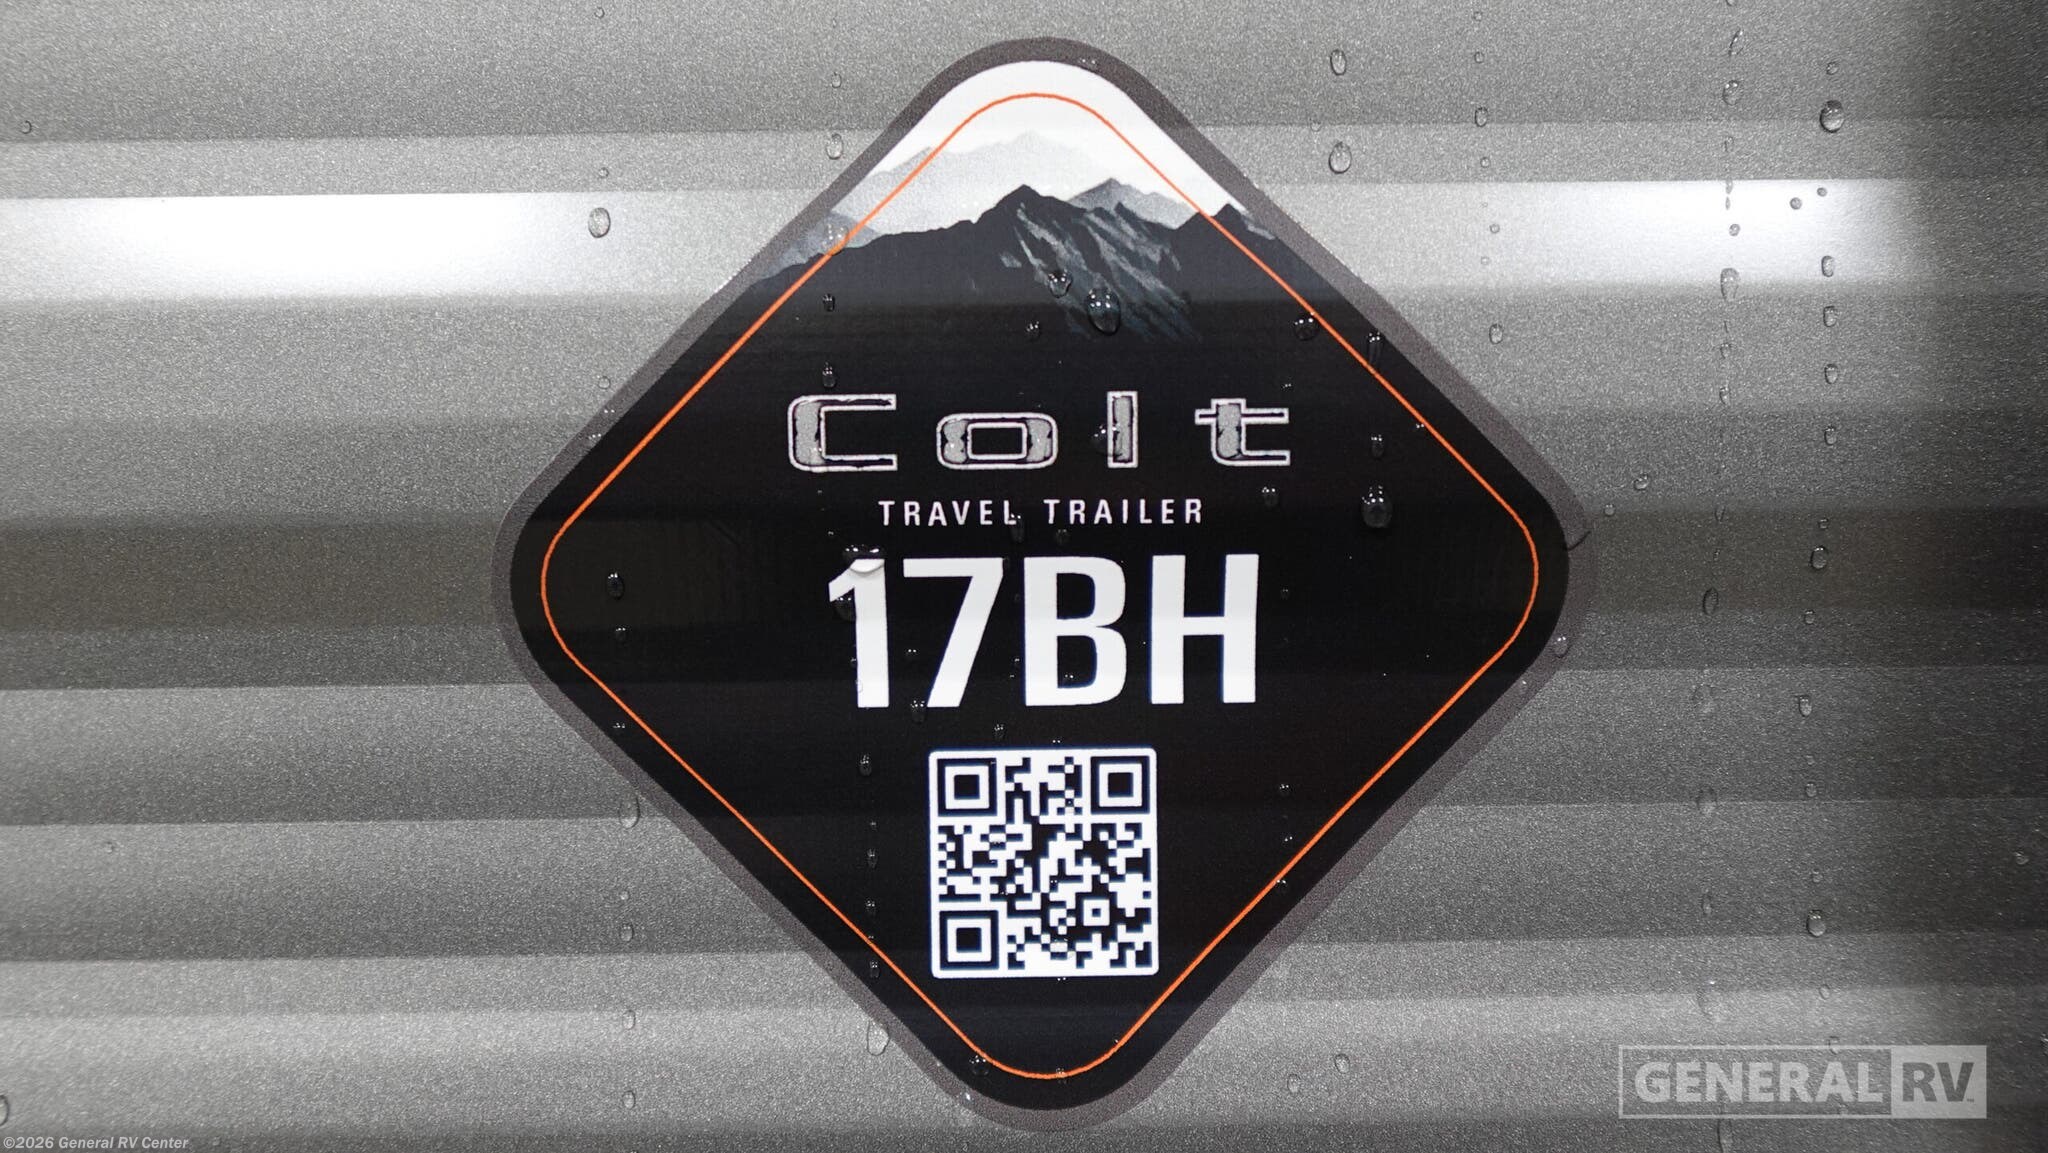 Colt
TRAVEL TRAILER
17BH
GENERAL RV
©2026 General RV Center